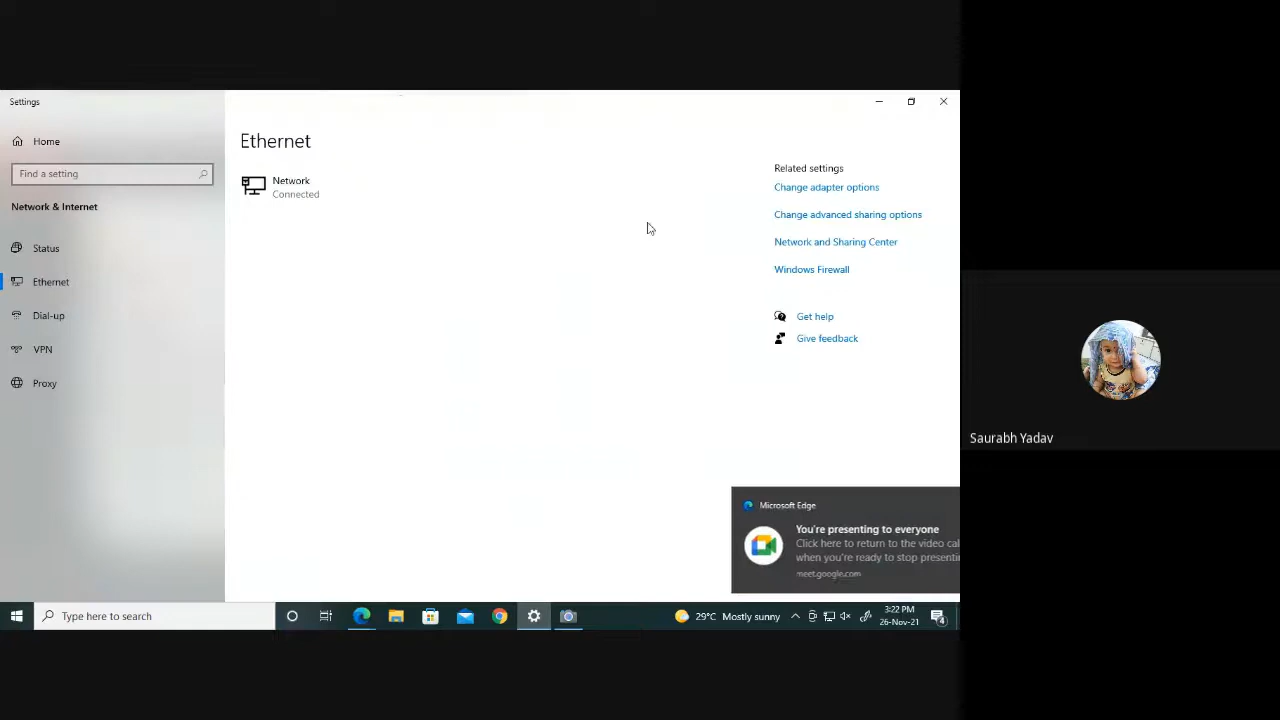 Settings
Home
Find a setting
Network & Internet
Status
Ethernet
Dial-up
VPN
Proxy
Ethernet
Network
Connected
Related settings
Change adapter options
Change advanced sharing options
Network and Sharing Center
Windows Firewall
Get help
Give feedback
Microsoft Edge
You're presenting to everyone
Click here to return to the video cal
when you're ready to stop presenti
meet.google.com
Saurabh Yadav
Type here to search
29°C Mostly sunny
3:22 PM
26-Nov-21
4